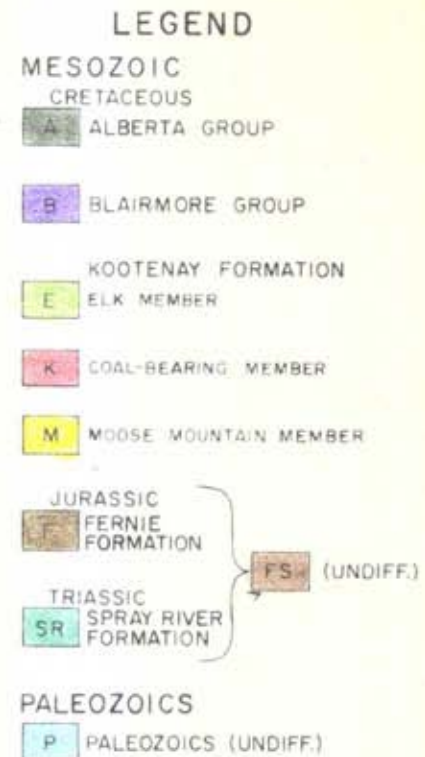 LEGEND
MESOZOIC
CRETACEOUS
A ALBERTA GROUP
B BLAIRMORE GROUP
KOOTENAY FORMATION
E ELK MEMBER
K COAL-BEARING MEMBER
M MOOSE MOUNTAIN MEMBER
JURASSIC
F FERNIE
FORMATION
FS (UNDIFF.)
TRIASSIC
SR SPRAY RIVER
FORMATION
PALEOZOICS
P PALEOZOICS (UNDIFF.)